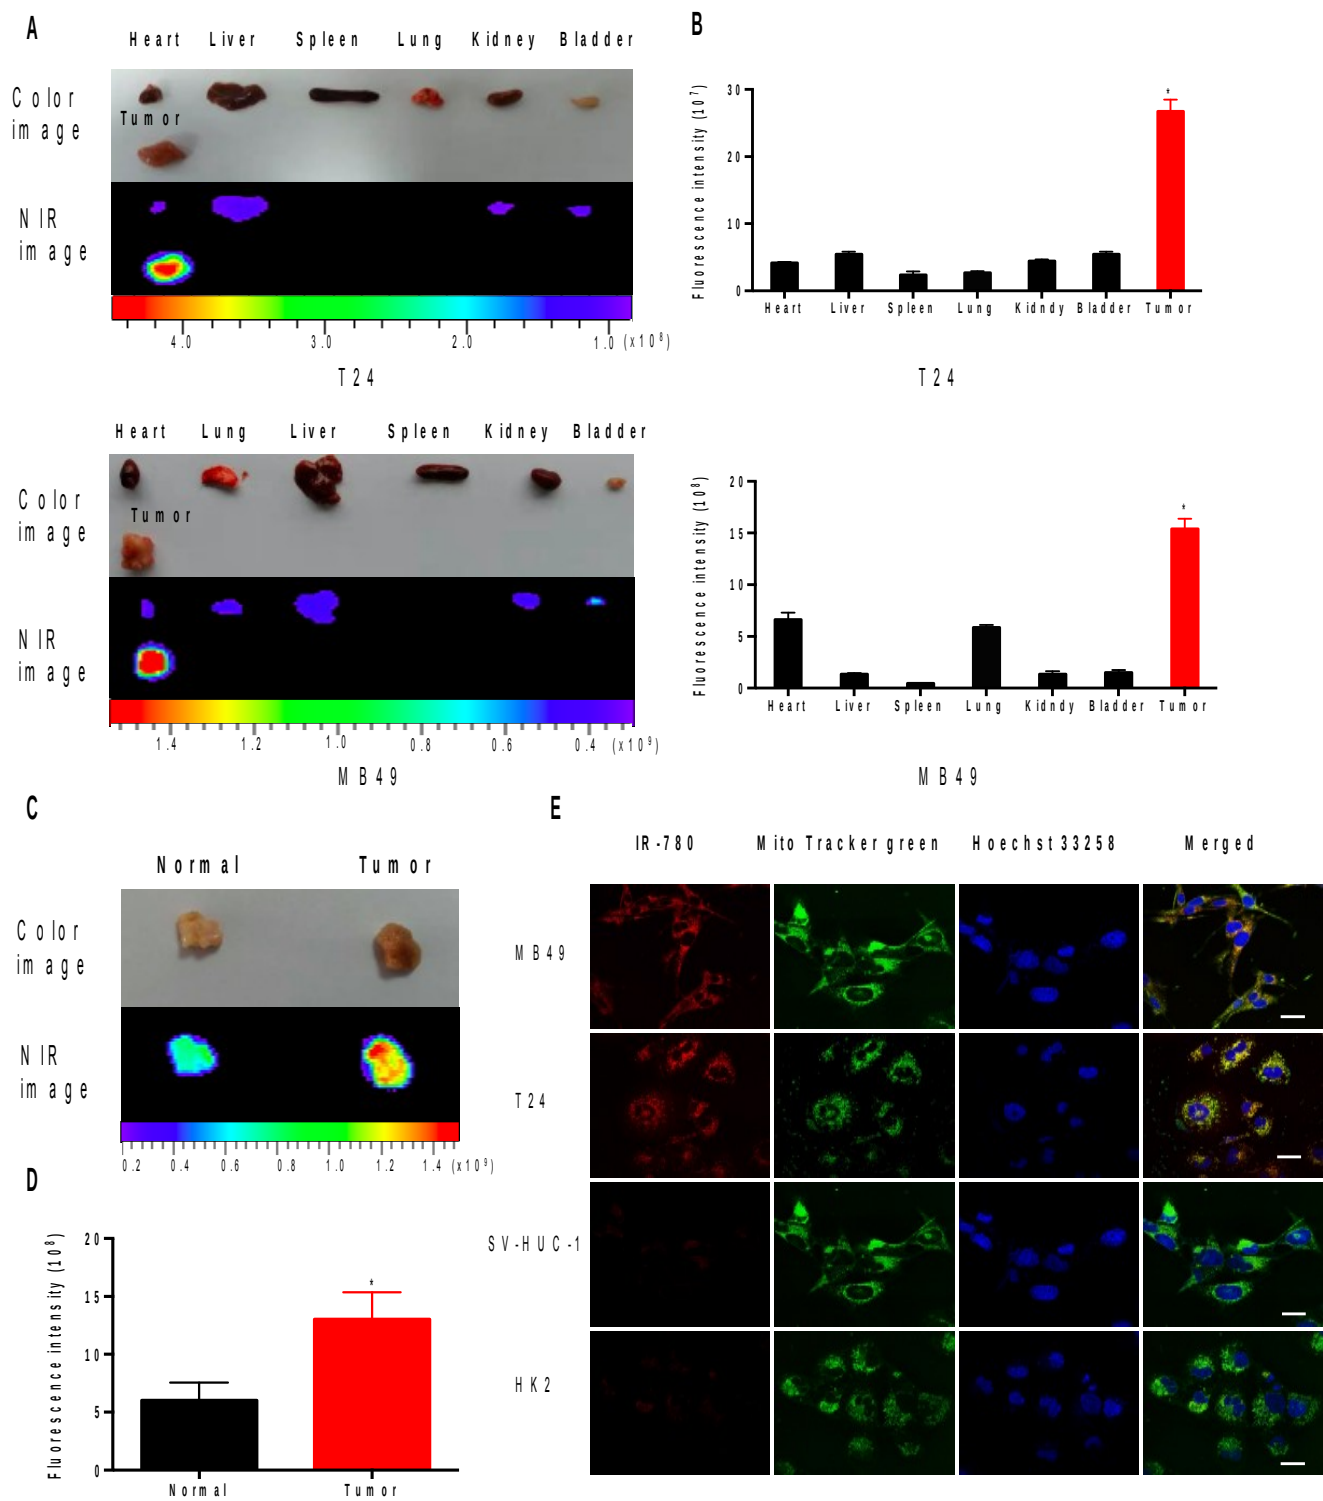 A
Heart Liver Spleen Lung Kidney Bladder
Color
image
Tumor
NIR
image
4.0 3.0 2.0 1.0 (x10⁸)
T24
B
Fluorescence intensity (10⁷)
30
20
10
0
*
Heart Liver Spleen Lung Kidndy Bladder Tumor
T24
Heart Lung Liver Spleen Kidney Bladder
Color
image
Tumor
NIR
image
1.4 1.2 1.0 0.8 0.6 0.4 (x10⁹)
MB49
Fluorescence intensity (10⁸)
20
15
10
5
0
*
Heart Liver Spleen Lung Kidndy Bladder Tumor
MB49
C
Normal Tumor
Color
image
NIR
image
0.2 0.4 0.6 0.8 1.0 1.2 1.4 (x10⁹)
D
Fluorescence intensity (10⁸)
20
15
10
5
0
*
Normal Tumor
E
IR-780 Mito Tracker green Hoechst 33258 Merged
MB49
T24
SV-HUC-1
HK2